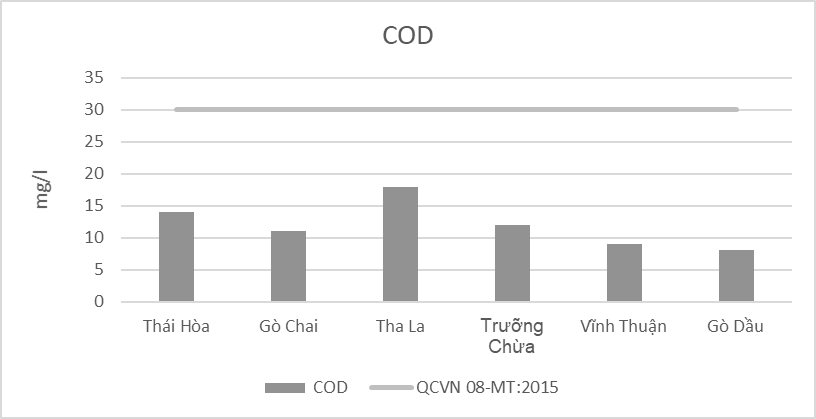 COD
35
30
25
20
15
10
5
0
mg/l
Thái Hòa
Gò Chai
Tha La
Trưỡng
Chừa
Vĩnh Thuận
Gò Dầu
COD
QCVN 08-MT:2015